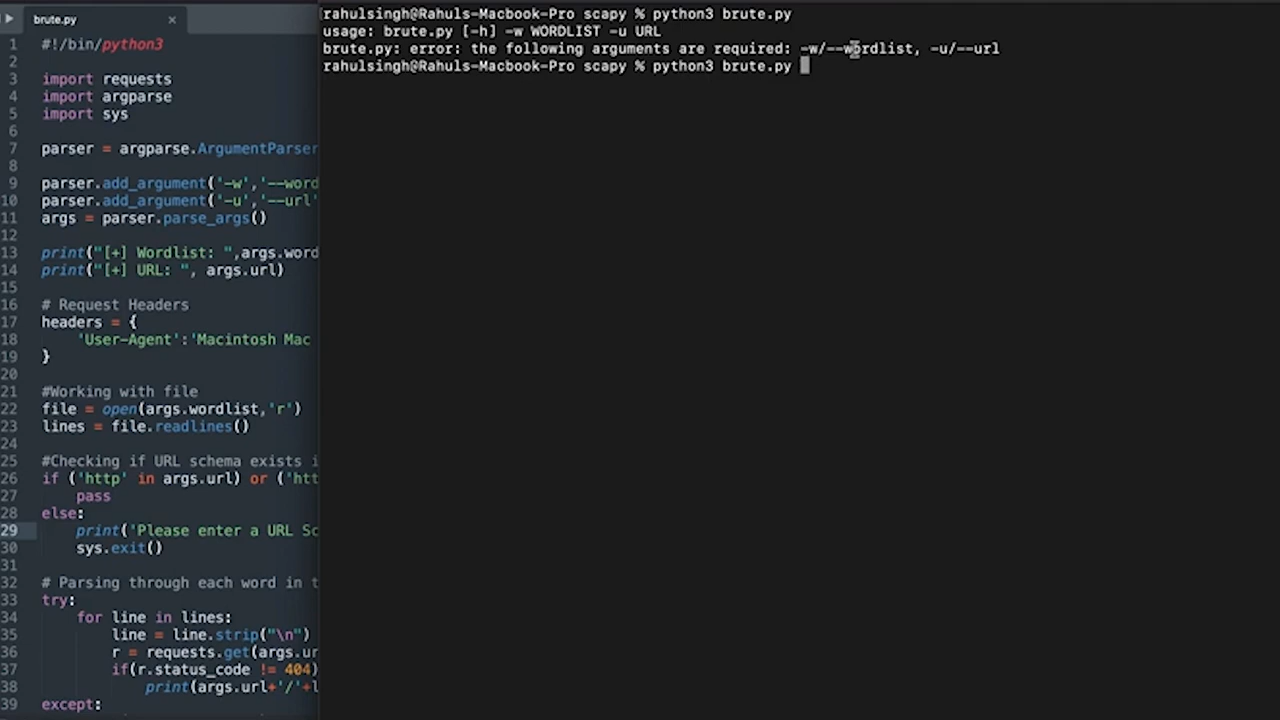 brute.py
1 #!/bin/python3
2
3 import requests
4 import argparse
5 import sys
6
7 parser = argparse.ArgumentParser
8
9 parser.add_argument('-w','--word
10 parser.add_argument('-u','--url'
11 args = parser.parse_args()
12
13 print("[+] Wordlist: ",args.word
14 print("[+] URL: ", args.url)
15
16 # Request Headers
17 headers = {
18 'User-Agent':'Macintosh Mac
19 }
20
21 #Working with file
22 file = open(args.wordlist,'r')
23 lines = file.readlines()
24
25 #Checking if URL schema exists i
26 if ('http' in args.url) or ('htt
27 pass
28 else:
29 print('Please enter a URL Sc
30 sys.exit()
31
32 # Parsing through each word in t
33 try:
34 for line in lines:
35 line = line.strip("\n")
36 r = requests.get(args.ur
37 if(r.status_code != 404)
38 print(args.url+'/'+l
39 except:
[rahulsingh@Rahuls-Macbook-Pro scapy % python3 brute.py
usage: brute.py [-h] -w WORDLIST -u URL
brute.py: error: the following arguments are required: -w/--wordlist, -u/--url
rahulsingh@Rahuls-Macbook-Pro scapy % python3 brute.py